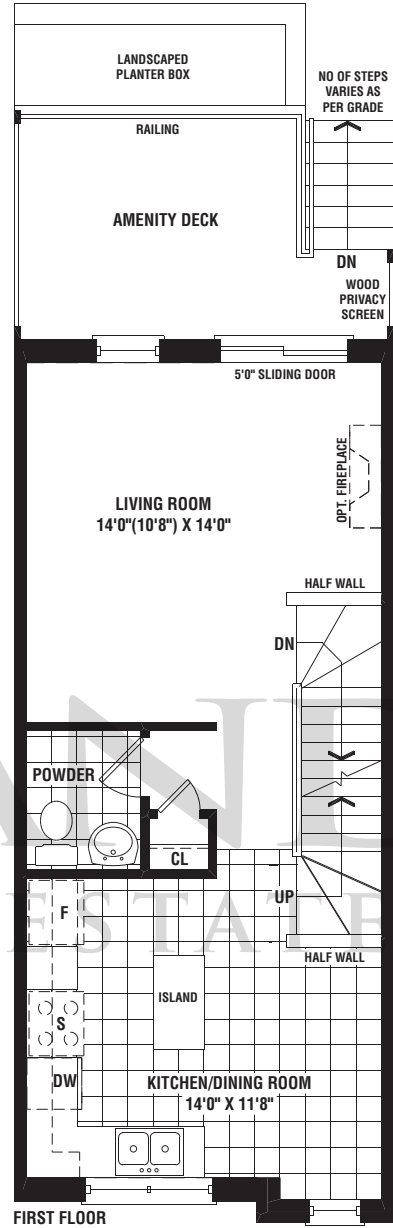 LANDSCAPED
PLANTER BOX
NO OF STEPS
VARIES AS
PER GRADE
RAILING
AMENITY DECK
DN
WOOD
PRIVACY
SCREEN
5'0" SLIDING DOOR
OPT. FIREPLACE
LIVING ROOM
14'0"(10'8") X 14'0"
HALF WALL
DN
POWDER
CL
UP
F
HALF WALL
ISLAND
S
DW
KITCHEN/DINING ROOM
14'0" X 11'8"
FIRST FLOOR
ESTATE